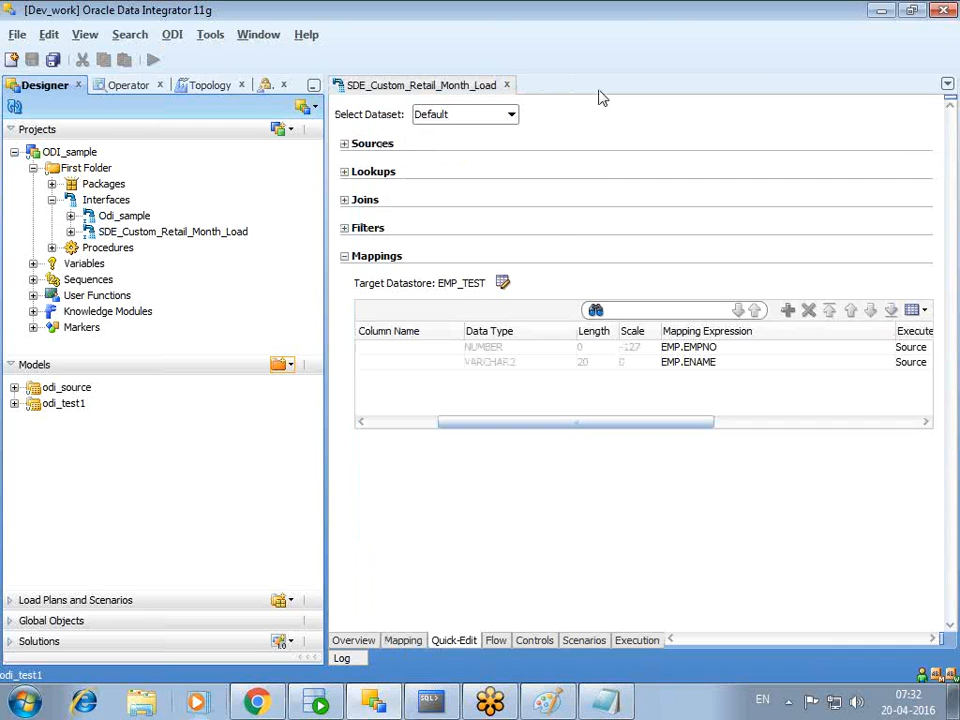 [Dev_work] Oracle Data Integrator 11g
File Edit View Search ODI Tools Window Help
Designer x Operator x Topology x x
SDE_Custom_Retail_Month_Load x
Select Dataset: Default
Projects
ODI_sample
First Folder
Packages
Interfaces
Odi_sample
SDE_Custom_Retail_Month_Load
Procedures
Variables
Sequences
User Functions
Knowledge Modules
Markers
Models
odi_source
odi_test1
Load Plans and Scenarios
Global Objects
Solutions
Sources
Lookups
Joins
Filters
Mappings
Target Datastore: EMP_TEST
Column Name Data Type Length Scale Mapping Expression Execute
NUMBER 0 -127 EMP.EMPNO Source
VARCHAR2 20 0 EMP.ENAME Source
Overview Mapping Quick-Edit Flow Controls Scenarios Execution
Log
odi_test1
SQL>
EN
07:32
20-04-2016